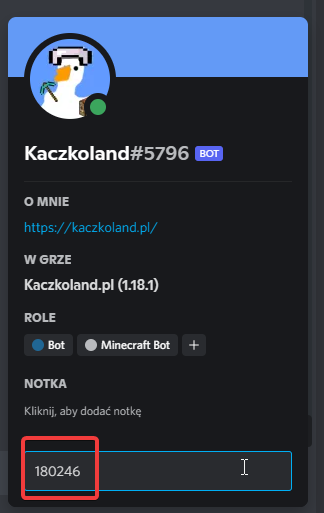 Kaczkoland#5796 BOT
O MNIE
https://kaczkoland.pl/
W GRZE
Kaczkoland.pl (1.18.1)
ROLE
Bot Minecraft Bot +
NOTKA
Kliknij, aby dodać notkę
180246